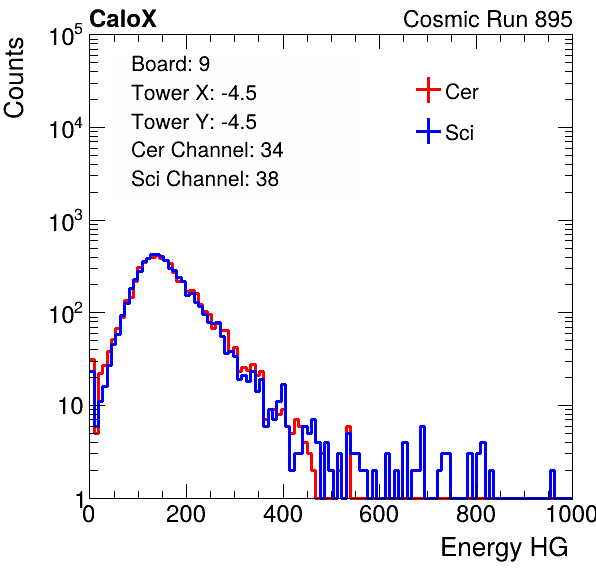 CaloX Cosmic Run 895
Counts
10^5
10^4
10^3
10^2
10
1
Board: 9
Tower X: -4.5
Tower Y: -4.5
Cer Channel: 34
Sci Channel: 38
Cer
Sci
0 200 400 600 800 1000
Energy HG